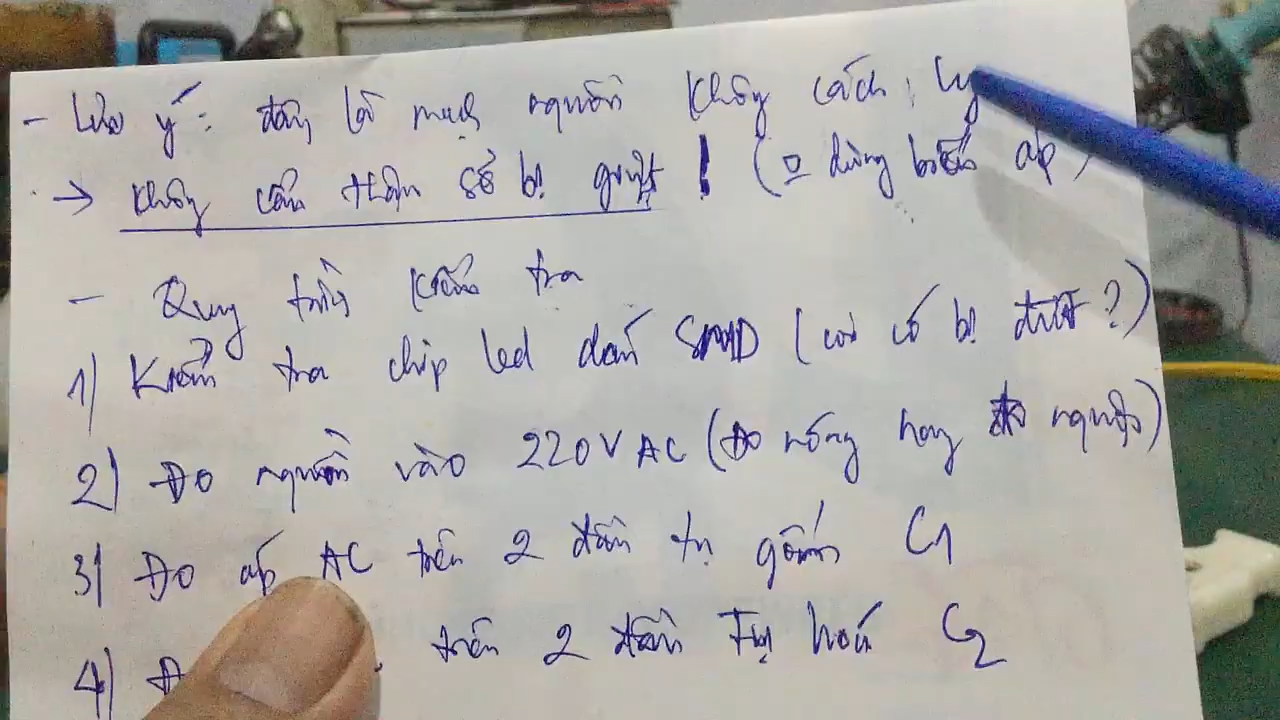 - Lưu ý: đây là mạch nguồn không cách ly
→ không cẩn thận sẽ bị giựt ! (0 dùng biến áp)
- Quy trình kiểm tra
1) Kiểm tra chip led dán SMD (coi có bị đứt?)
2) Đo nguồn vào 220V AC (Đo nóng hay đo nguội)
3) Đo áp AC trên 2 đầu tụ gốm C1
4) Đ trên 2 đầu Tụ hoá C2